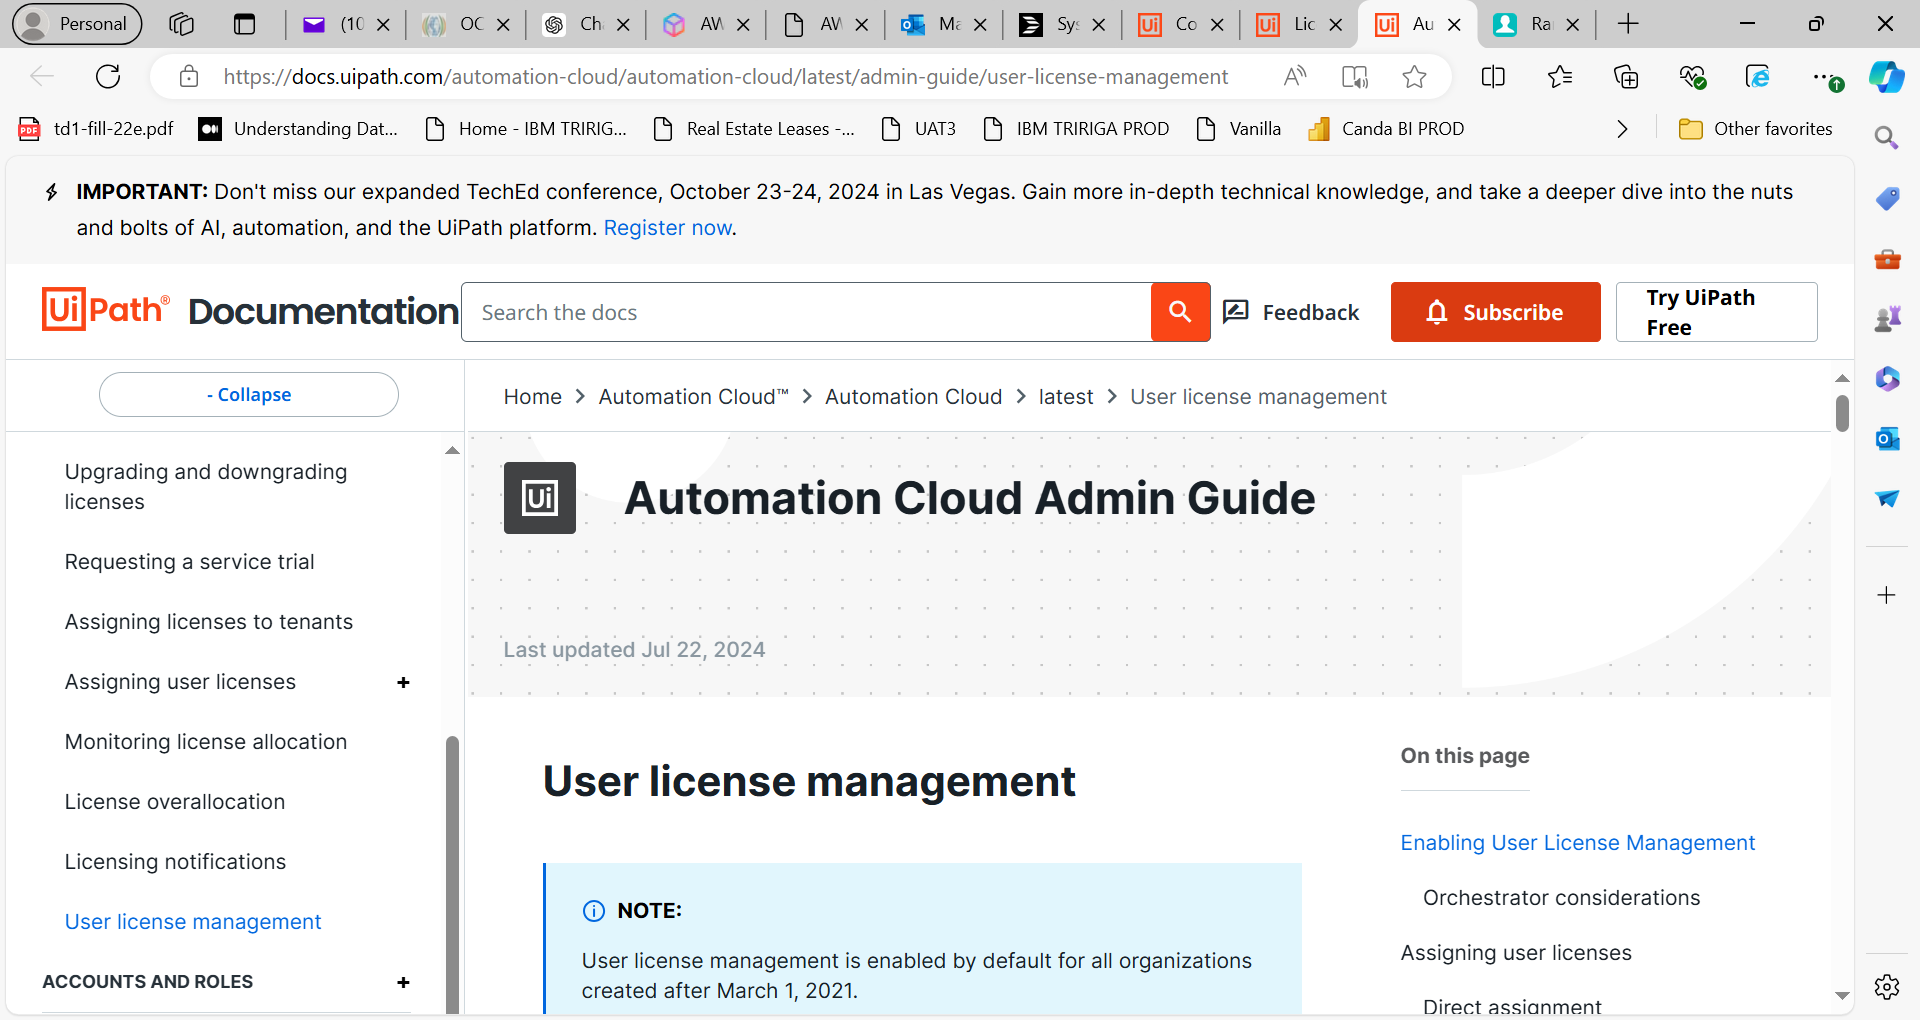 Personal
(10
OC
Ch
AW
AW
Ma
Sys
Co
Lic
Au
Ra
https://docs.uipath.com/automation-cloud/automation-cloud/latest/admin-guide/user-license-management
td1-fill-22e.pdf
Understanding Dat...
Home - IBM TRIRIG...
Real Estate Leases -...
UAT3
IBM TRIRIGA PROD
Vanilla
Canda BI PROD
Other favorites
IMPORTANT: Don't miss our expanded TechEd conference, October 23-24, 2024 in Las Vegas. Gain more in-depth technical knowledge, and take a deeper dive into the nuts
and bolts of AI, automation, and the UiPath platform. Register now.
UiPath® Documentation
Search the docs
Feedback
Subscribe
Try UiPath
Free
- Collapse
Home > Automation Cloud™ > Automation Cloud > latest > User license management
Upgrading and downgrading
licenses
Requesting a service trial
Assigning licenses to tenants
Assigning user licenses +
Monitoring license allocation
License overallocation
Licensing notifications
User license management
ACCOUNTS AND ROLES +
Ui
Automation Cloud Admin Guide
Last updated Jul 22, 2024
User license management
NOTE:
User license management is enabled by default for all organizations
created after March 1, 2021.
On this page
Enabling User License Management
Orchestrator considerations
Assigning user licenses
Direct assignment